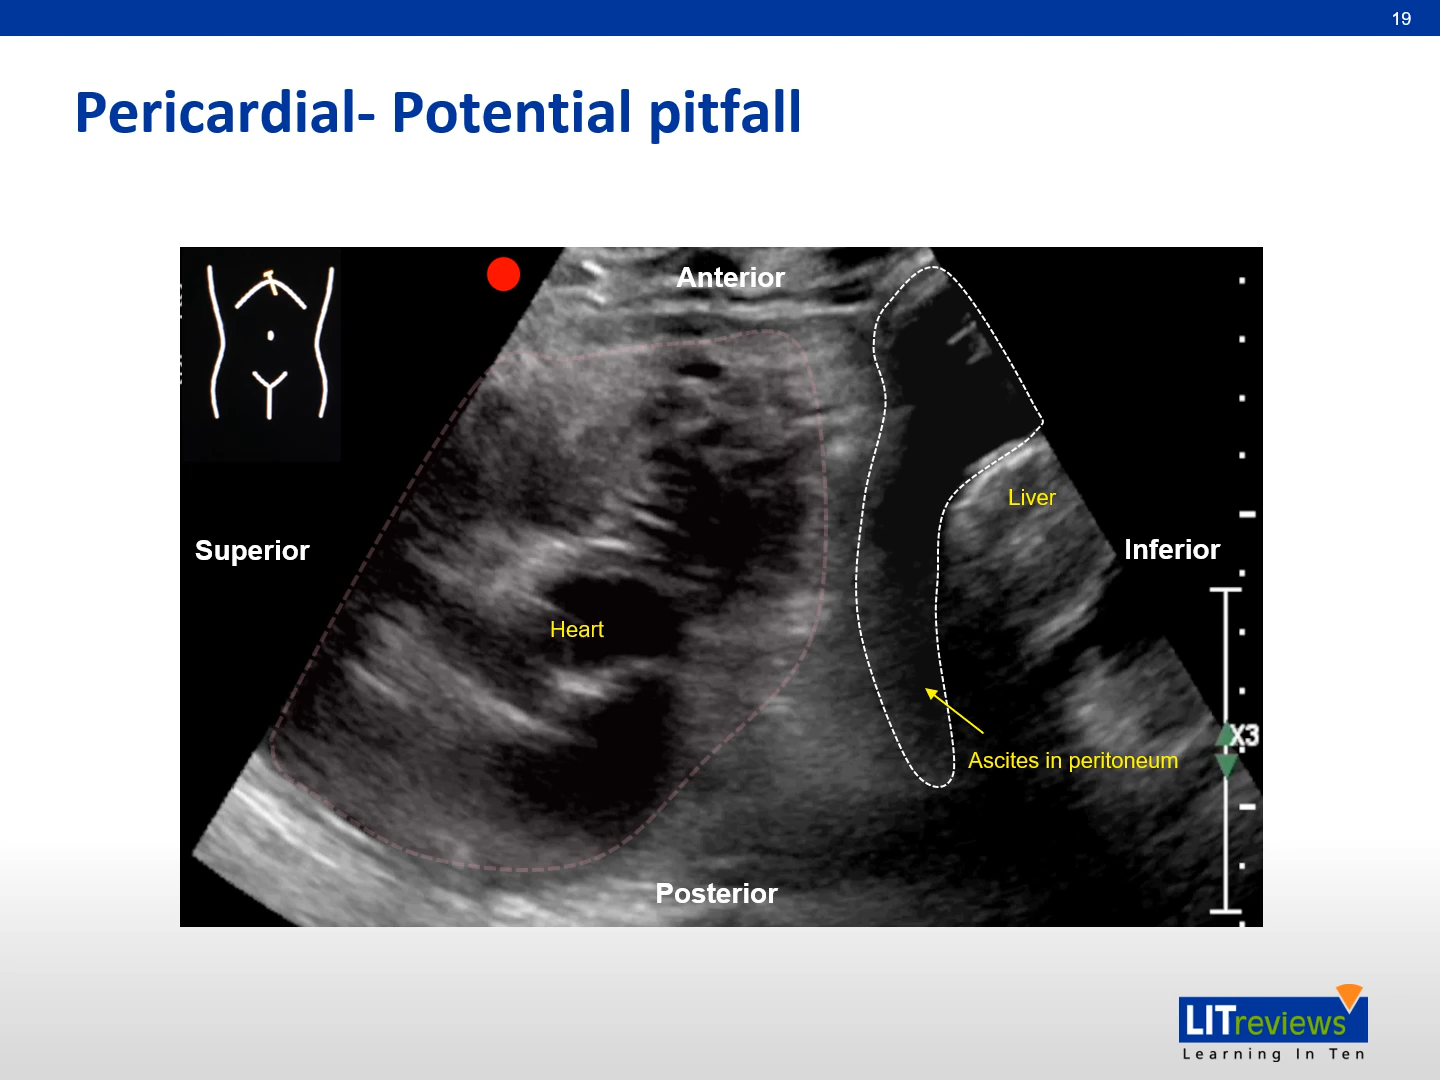 19
Pericardial- Potential pitfall
Anterior
Liver
Superior
Inferior
Heart
X3
Ascites in peritoneum
Posterior
LITreviews
Learning In Ten